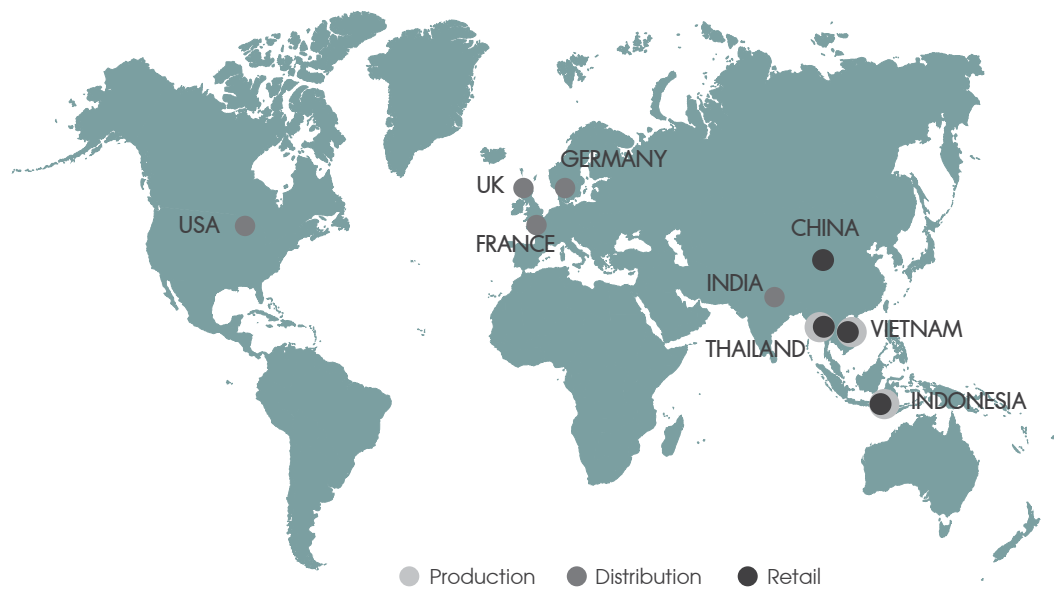 GERMANY
UK
USA
FRANCE
CHINA
INDIA
VIETNAM
THAILAND
INDONESIA
Production
Distribution
Retail